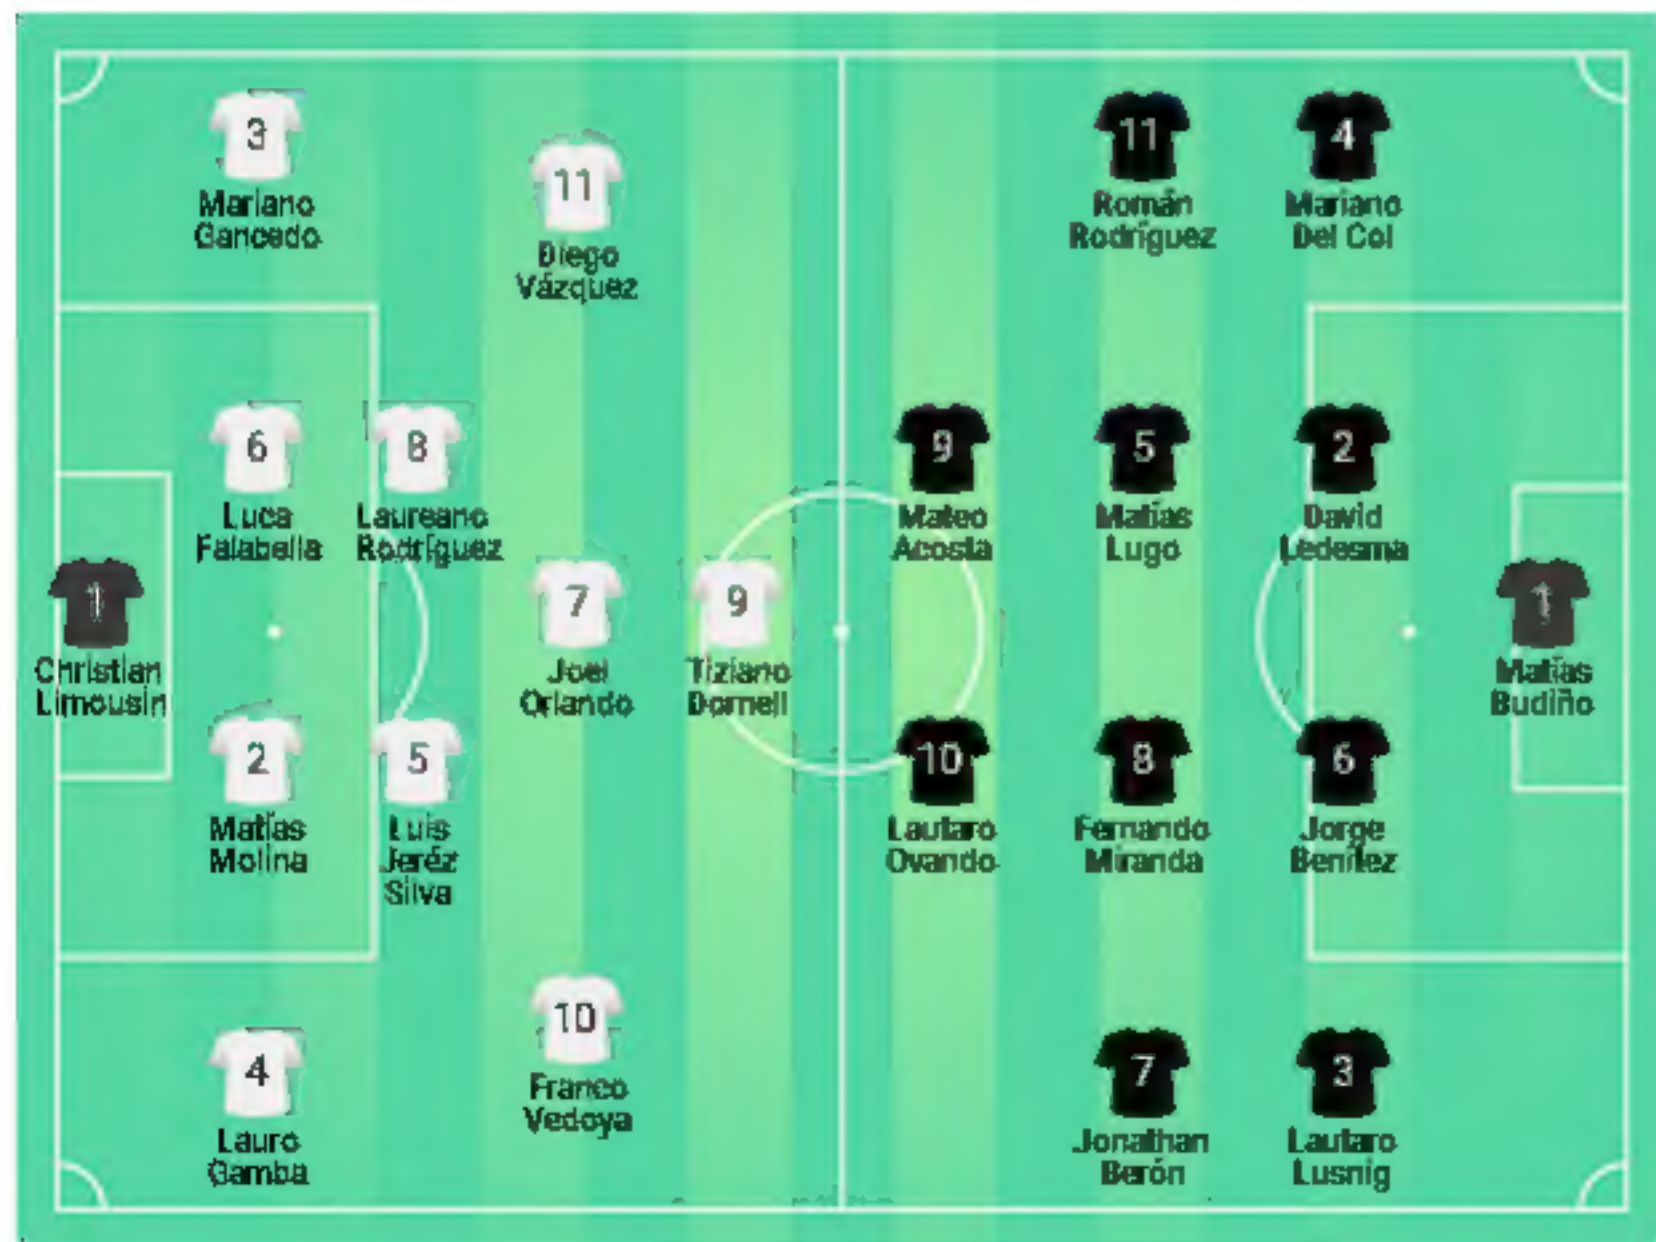 3
Mariano
Gancedo
11
Diego
Vázquez
6
Luca
Falabella
8
Laureano
Rodríguez
1
Christian
Limousin
7
Joel
Orlando
9
Tiziano
Dornell
2
Matías
Molina
5
Luis
Jeréz
Silva
10
Franco
Vedoya
4
Lauro
Gamba
11
Román
Rodríguez
4
Mariano
Del Col
9
Mateo
Acosta
5
Matías
Lugo
2
David
Ledesma
1
Matías
Budiño
10
Lautaro
Ovando
8
Fernando
Miranda
6
Jorge
Benítez
7
Jonathan
Berón
3
Lautaro
Lusnig